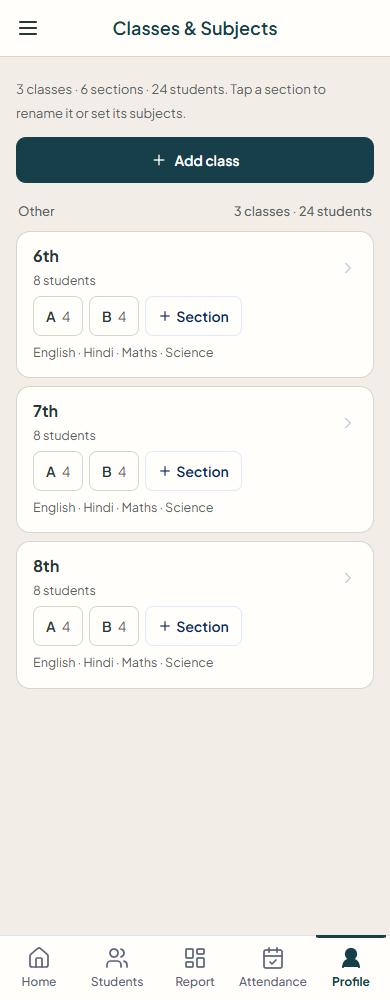 Classes & Subjects
3 classes · 6 sections · 24 students. Tap a section to
rename it or set its subjects.
+ Add class
Other 3 classes · 24 students
6th
8 students
A 4 B 4 + Section
English · Hindi · Maths · Science
7th
8 students
A 4 B 4 + Section
English · Hindi · Maths · Science
8th
8 students
A 4 B 4 + Section
English · Hindi · Maths · Science
Home Students Report Attendance Profile